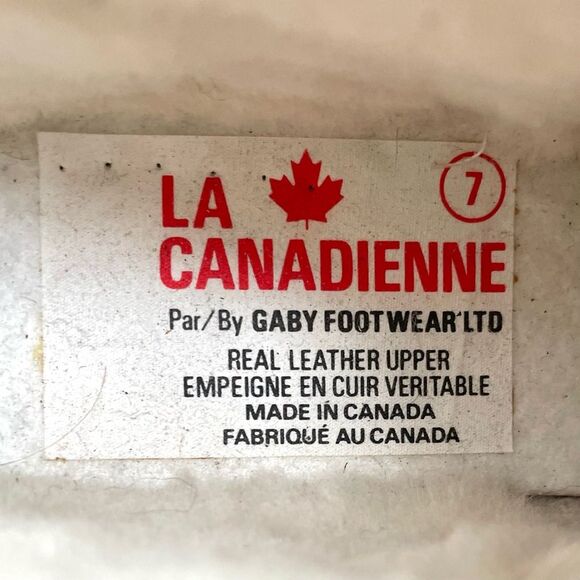 7
LA
CANADIENNE
Par/By GABY FOOTWEAR LTD
REAL LEATHER UPPER
EMPEIGNE EN CUIR VERITABLE
MADE IN CANADA
FABRIQUÉ AU CANADA